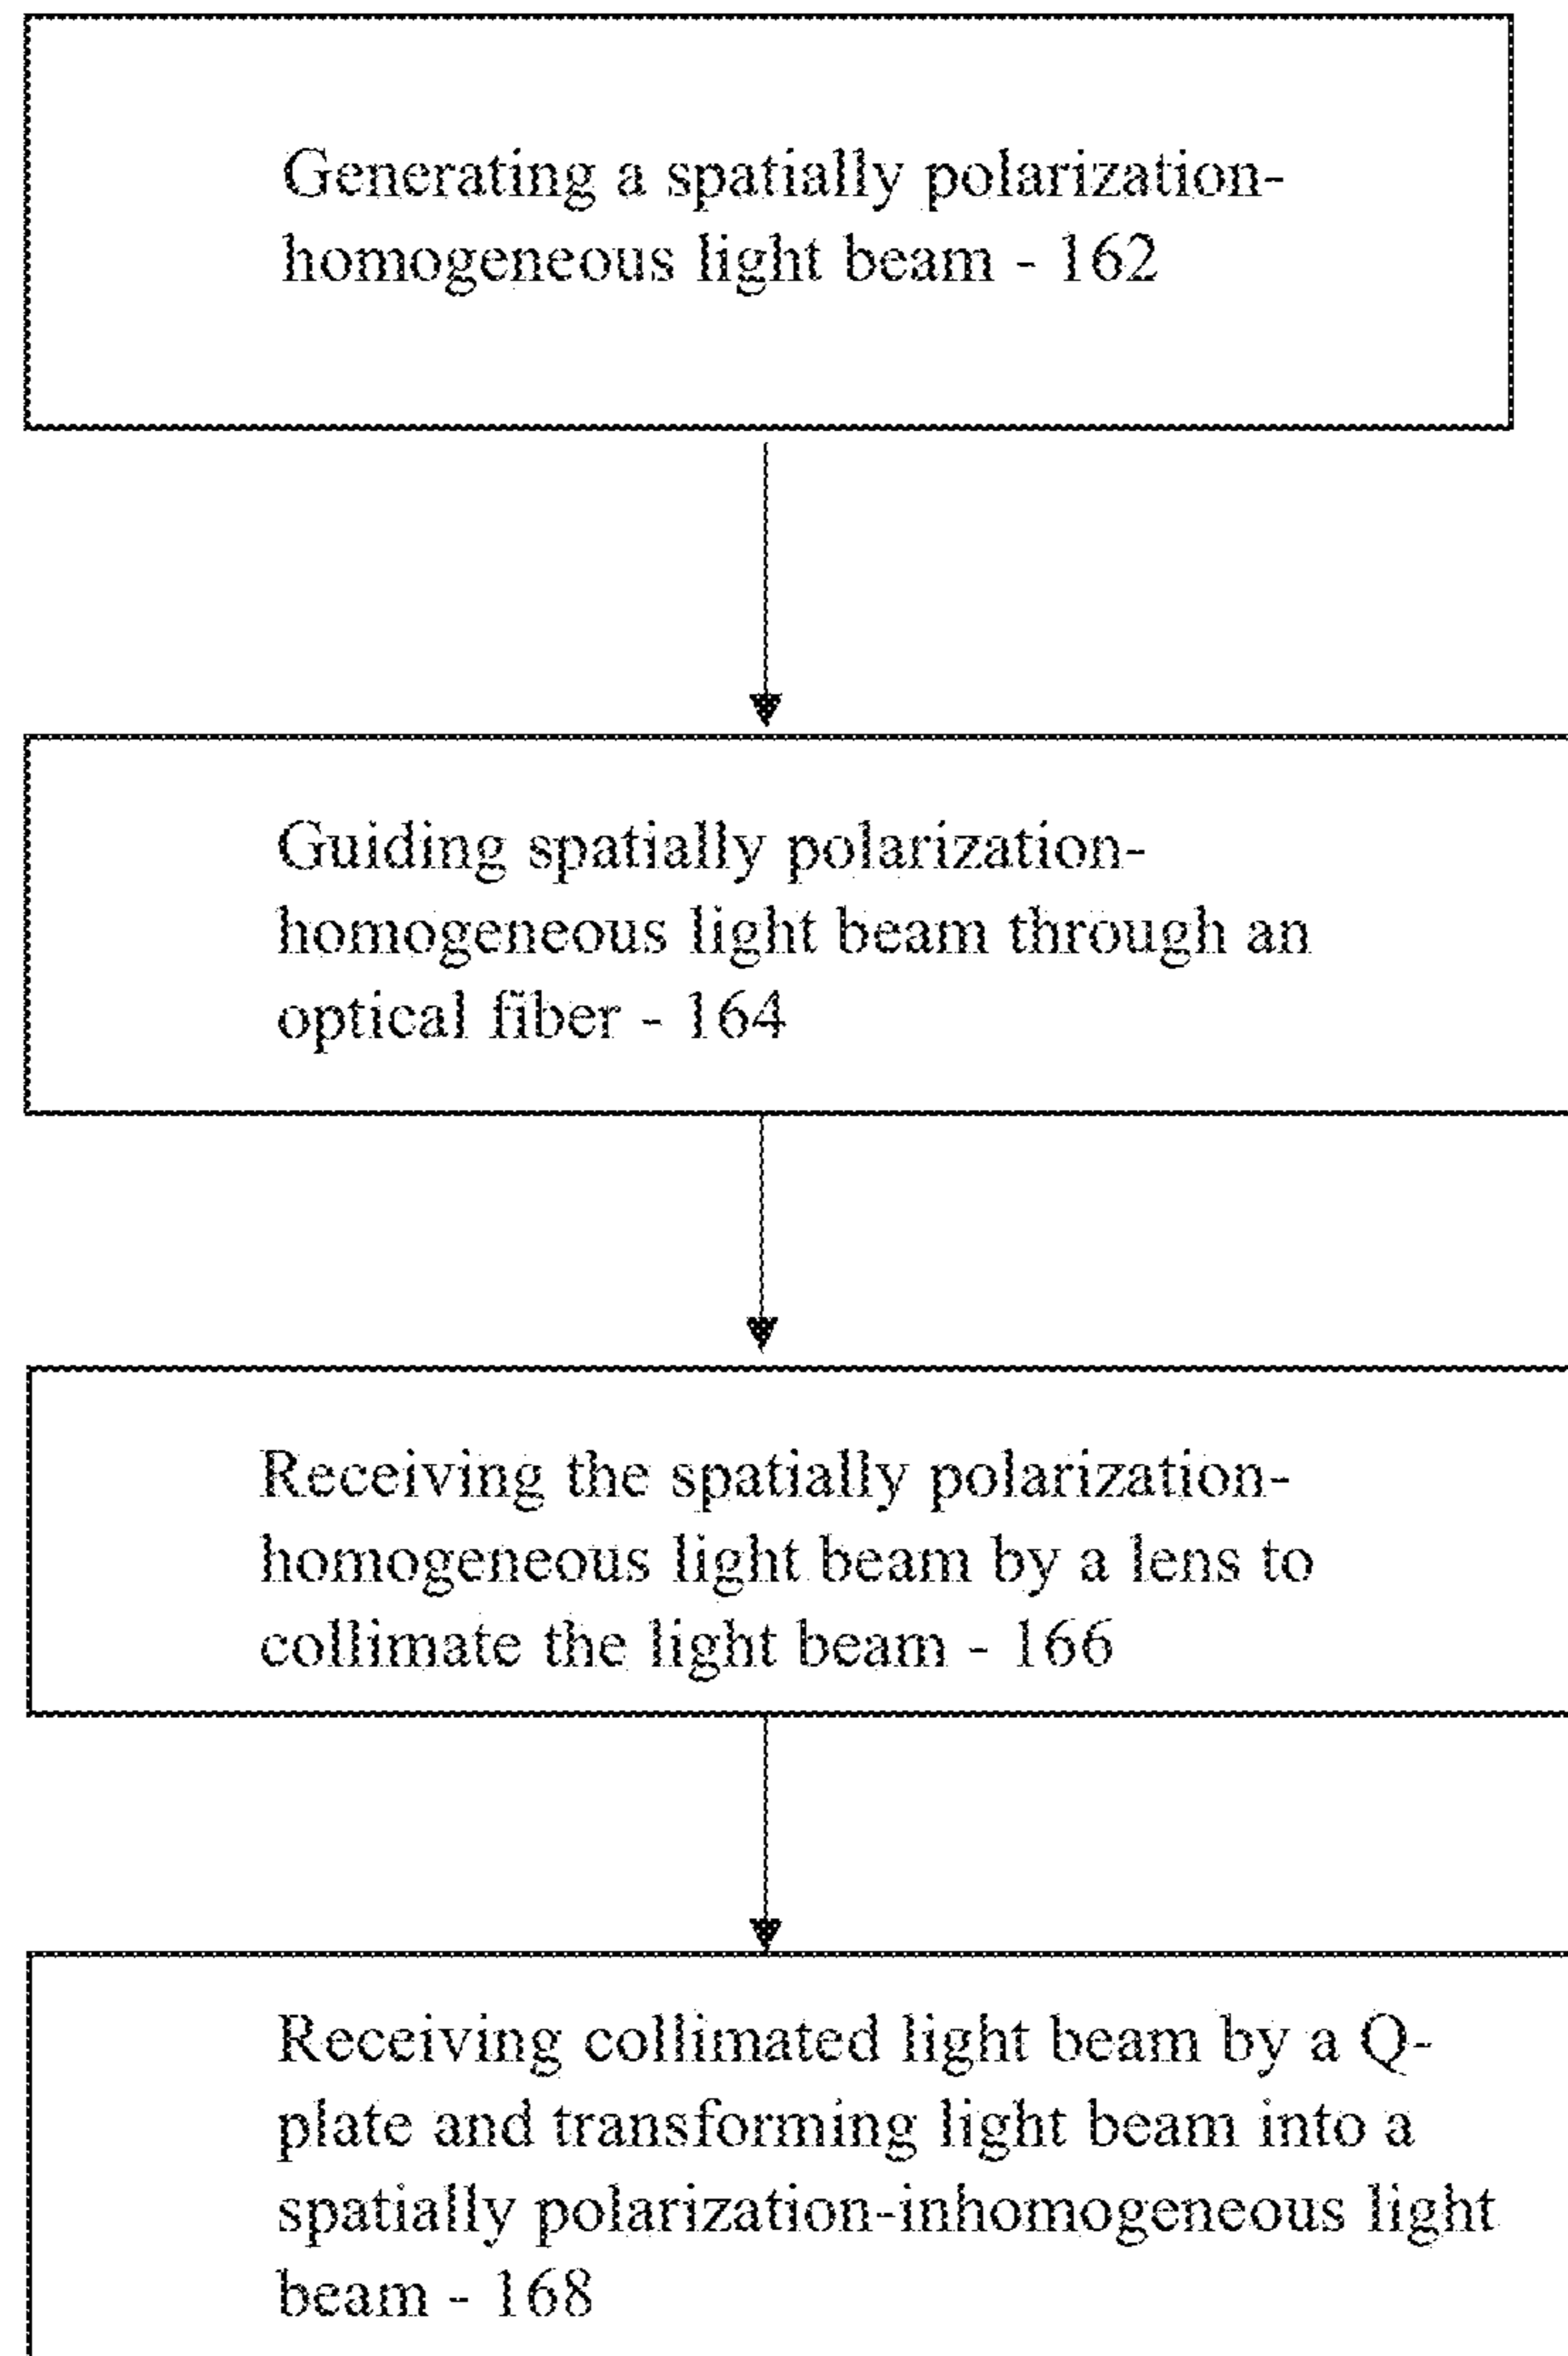 Generating a spatially polarization-
homogeneous light beam - 162
Guiding spatially polarization-
homogeneous light beam through an
optical fiber - 164
Receiving the spatially polarization-
homogeneous light beam by a lens to
collimate the light beam - 166
Receiving collimated light beam by a Q-
plate and transforming light beam into a
spatially polarization-inhomogeneous light
beam - 168